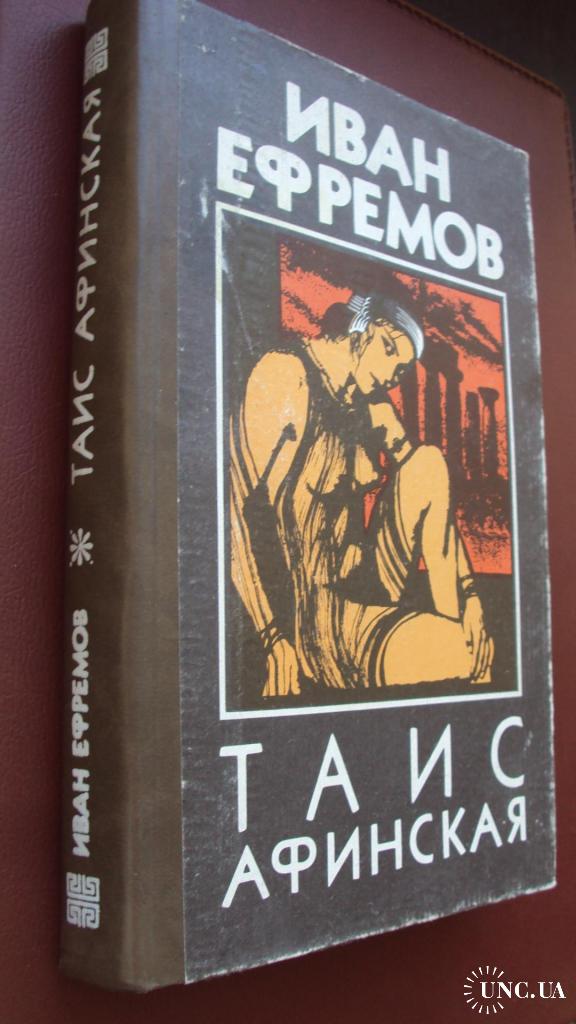 ИВАН
ЕФРЕМОВ
ТАИС
АФИНСКАЯ
ИВАН ЕФРЕМОВ * ТАИС АФИНСКАЯ
UNC.UA